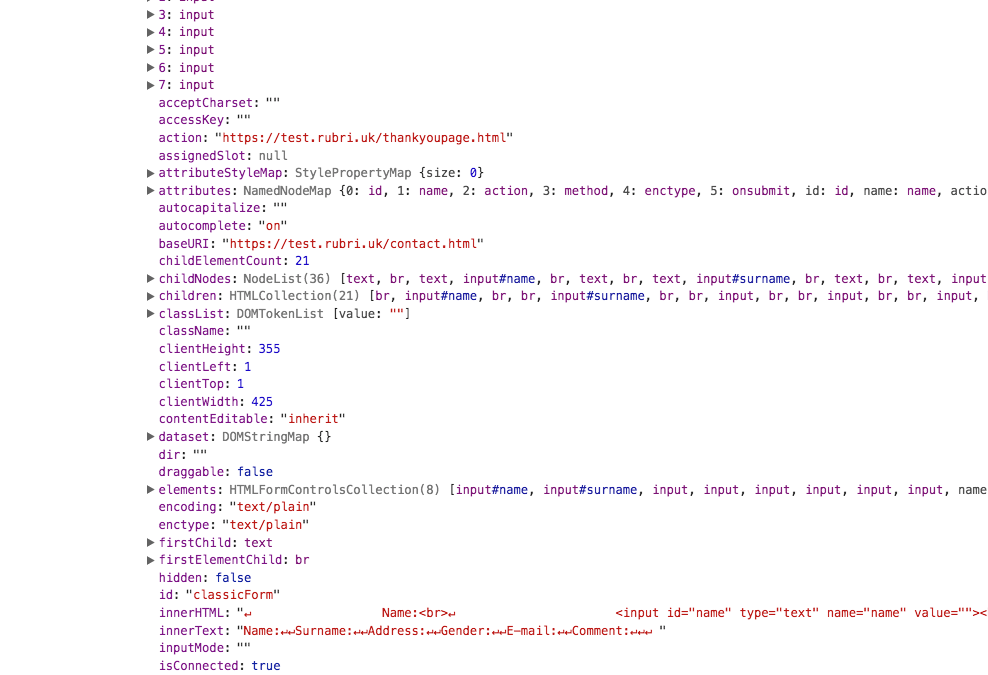 ▶3: input
▶4: input
▶5: input
▶6: input
▶7: input
acceptCharset: ""
accessKey: ""
action: "https://test.rubri.uk/thankyoupage.html"
assignedSlot: null
▶attributeStyleMap: StylePropertyMap {size: 0}
▶attributes: NamedNodeMap {0: id, 1: name, 2: action, 3: method, 4: enctype, 5: onsubmit, id: id, name: name, actio
autocapitalize: ""
autocomplete: "on"
baseURI: "https://test.rubri.uk/contact.html"
childElementCount: 21
▶childNodes: NodeList(36) [text, br, text, input#name, br, text, br, text, input#surname, br, text, br, text, input
▶children: HTMLCollection(21) [br, input#name, br, br, input#surname, br, br, input, br, br, input, br, br, input,
▶classList: DOMTokenList [value: ""]
className: ""
clientHeight: 355
clientLeft: 1
clientTop: 1
clientWidth: 425
contentEditable: "inherit"
▶dataset: DOMStringMap {}
dir: ""
draggable: false
▶elements: HTMLFormControlsCollection(8) [input#name, input#surname, input, input, input, input, input, input, name
encoding: "text/plain"
enctype: "text/plain"
▶firstChild: text
▶firstElementChild: br
hidden: false
id: "classicForm"
innerHTML: "↵ Name:<br>↵ <input id="name" type="text" name="name" value=""><
innerText: "Name:↵↵Surname:↵↵Address:↵↵Gender:↵↵E-mail:↵↵Comment:↵↵↵ "
inputMode: ""
isConnected: true